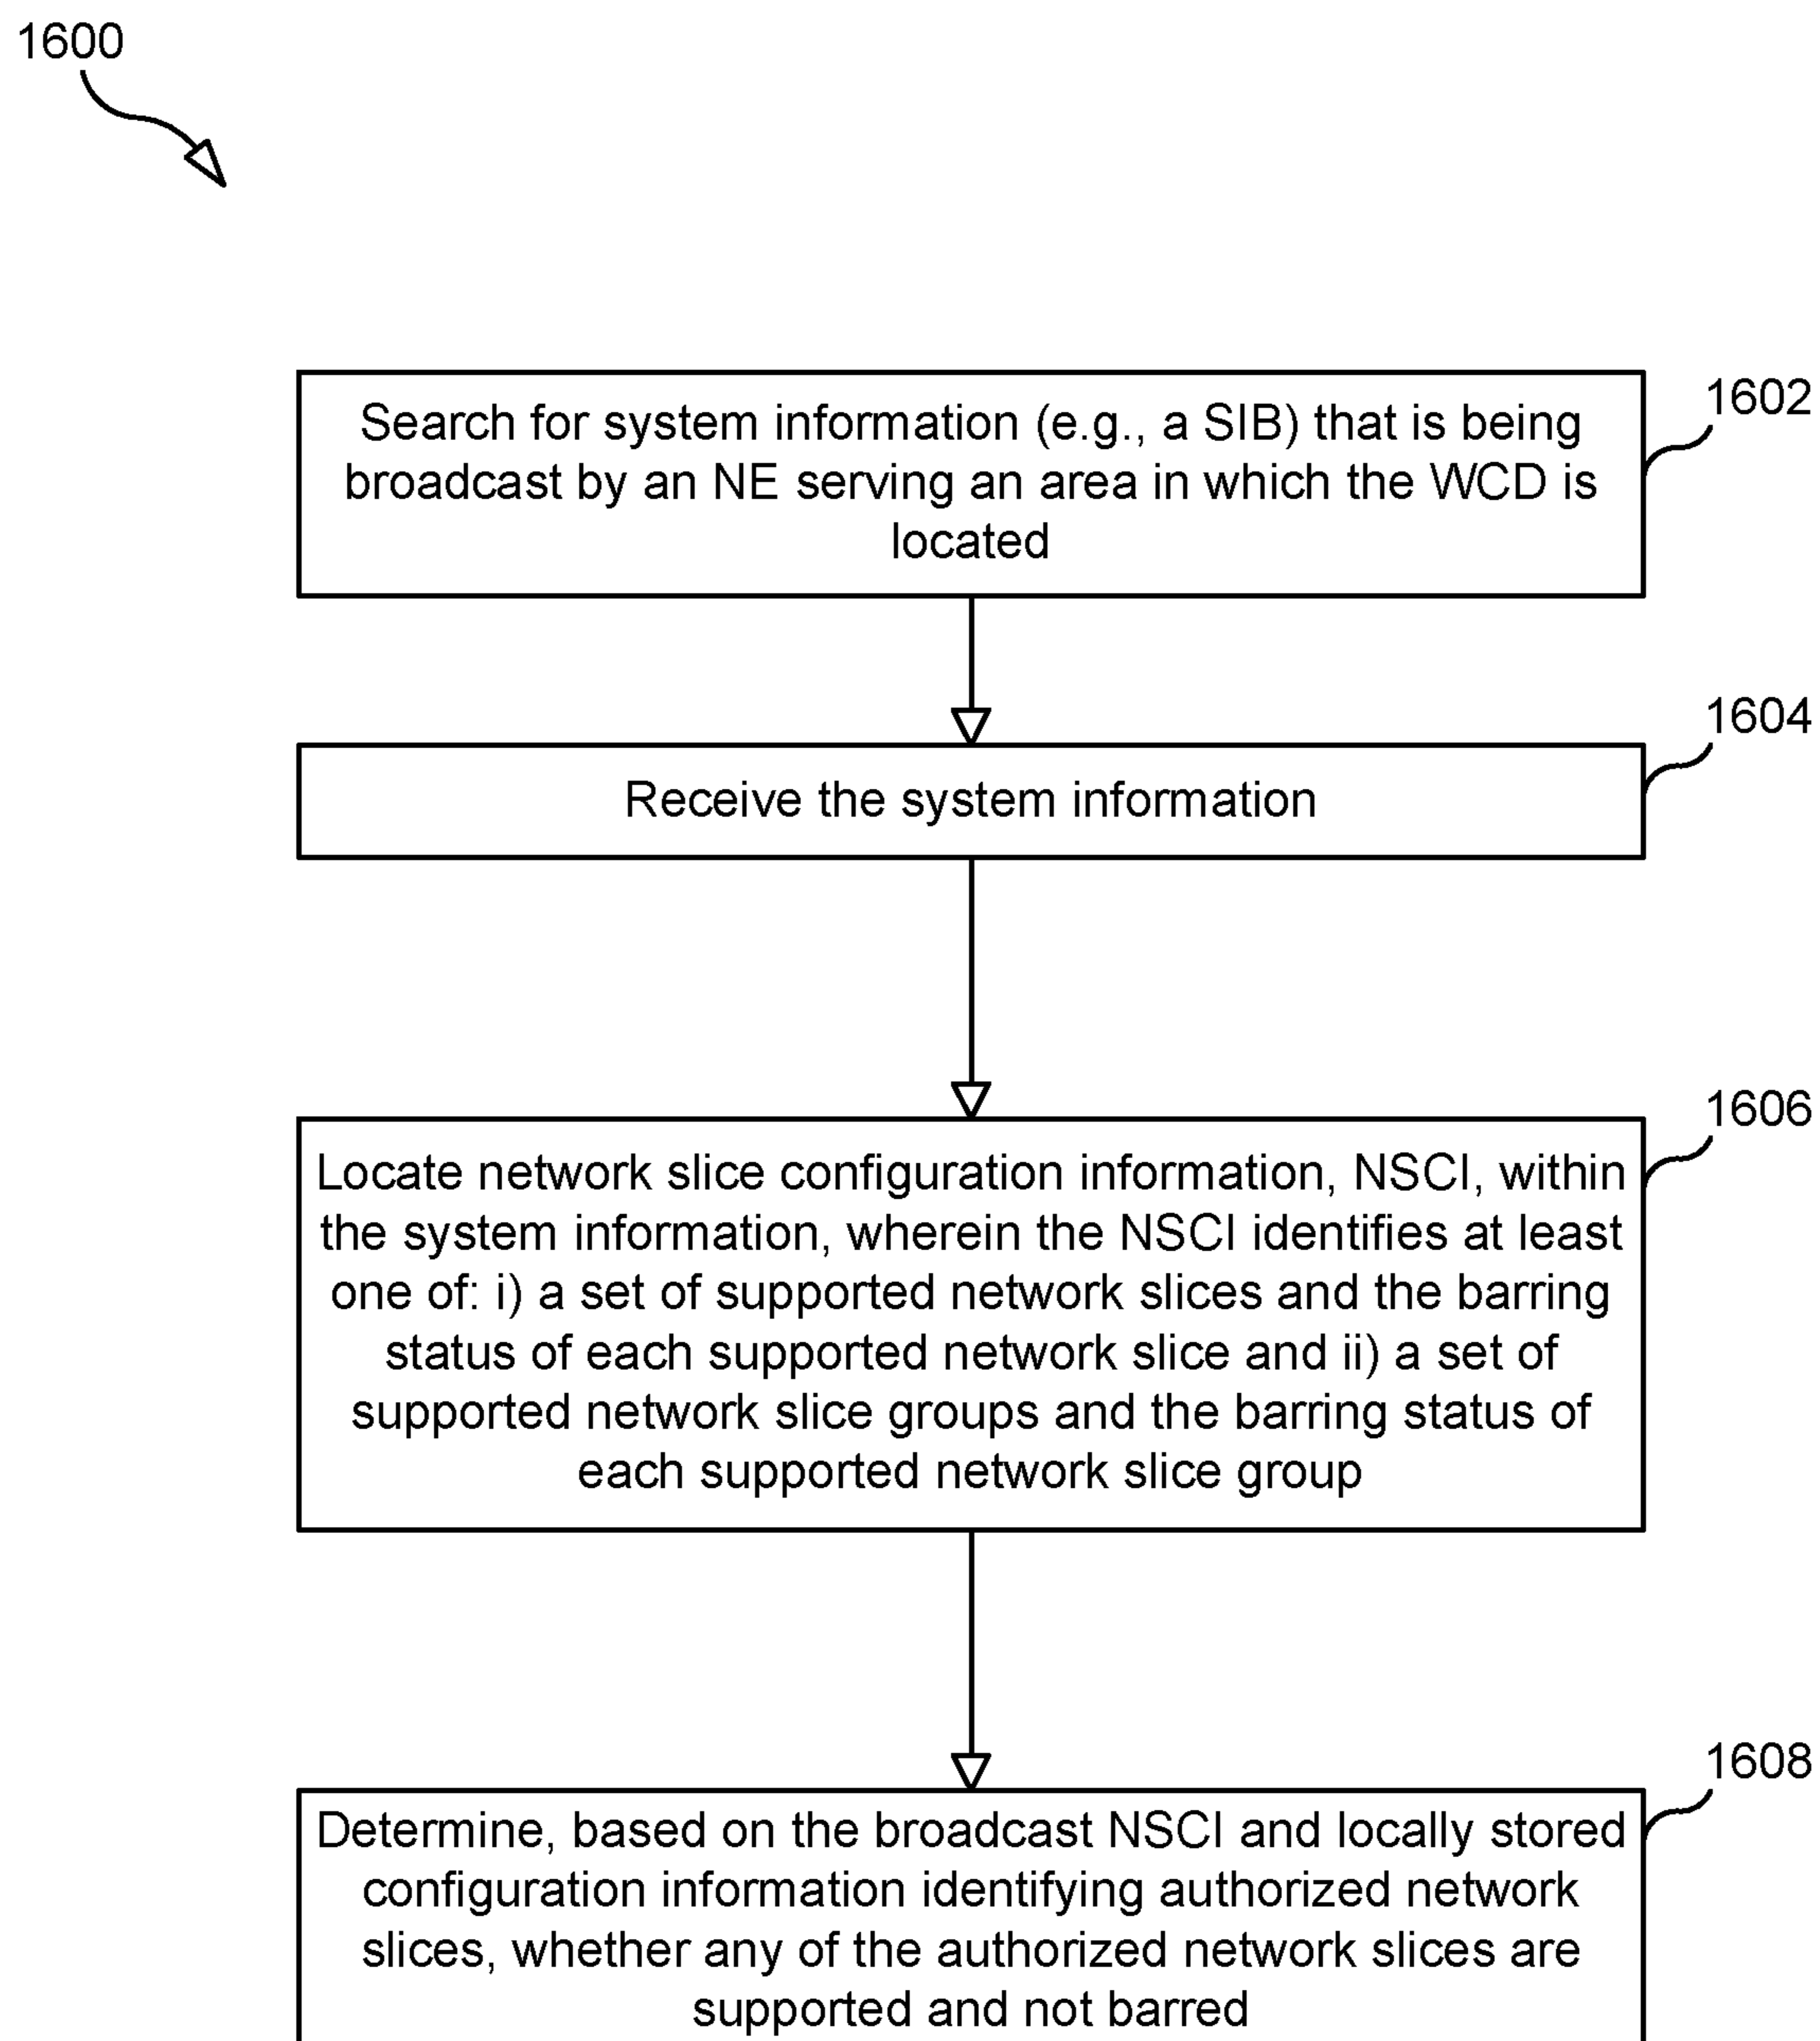 1600
1602
Search for system information (e.g., a SIB) that is being
broadcast by an NE serving an area in which the WCD is
located
1604
Receive the system information
1606
Locate network slice configuration information, NSCI, within
the system information, wherein the NSCI identifies at least
one of: i) a set of supported network slices and the barring
status of each supported network slice and ii) a set of
supported network slice groups and the barring status of
each supported network slice group
1608
Determine, based on the broadcast NSCI and locally stored
configuration information identifying authorized network
slices, whether any of the authorized network slices are
supported and not barred